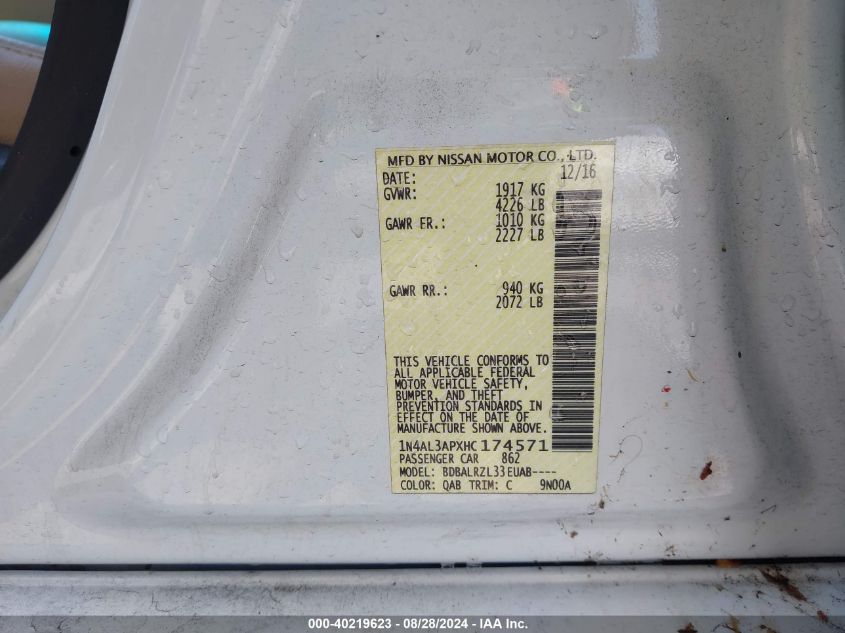 MFD BY NISSAN MOTOR CO., LTD.
DATE: 12/16
GVWR: 1917 KG
4226 LB
GAWR FR.: 1010 KG
2227 LB
GAWR RR.: 940 KG
2072 LB
THIS VEHICLE CONFORMS TO
ALL APPLICABLE FEDERAL
MOTOR VEHICLE SAFETY,
BUMPER, AND THEFT
PREVENTION STANDARDS IN
EFFECT ON THE DATE OF
MANUFACTURE SHOWN ABOVE.
1N4AL3APXHC174571
PASSENGER CAR 862
MODEL: BDBALRZL33EUAB----
COLOR: QAB TRIM: C 9N00A
000-40219623 - 08/28/2024 - IAA Inc.